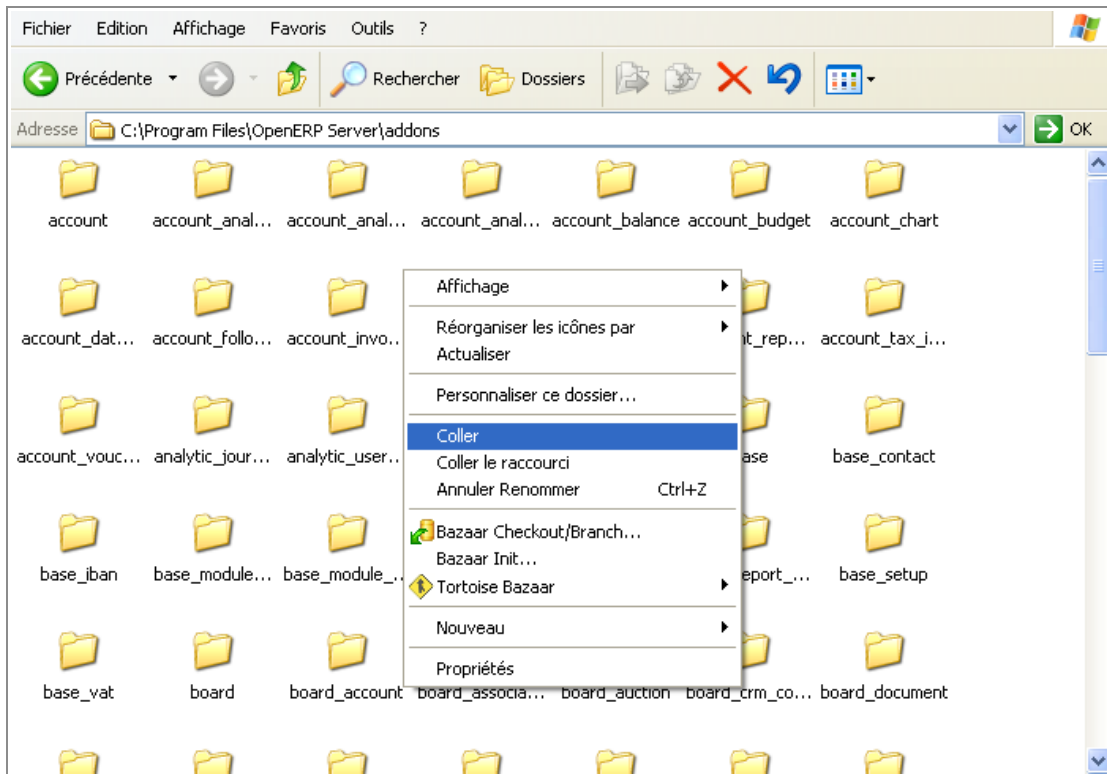 Fichier Edition Affichage Favoris Outils ?
Précédente Rechercher Dossiers
Adresse C:\Program Files\OpenERP Server\addons OK
account account_anal... account_anal... account_anal... account_balance account_budget account_chart
account_dat... account_follo... account_invo... t_rep... account_tax_i...
account_vouc... analytic_jour... analytic_user... ase base_contact
base_iban base_module... base_module_... eport_... base_setup
base_vat board board_account board_associa... board_auction board_crm_co... board_document
Affichage
Réorganiser les icônes par
Actualiser
Personnaliser ce dossier...
Coller
Coller le raccourci
Annuler Renommer Ctrl+Z
Bazaar Checkout/Branch...
Bazaar Init...
Tortoise Bazaar
Nouveau
Propriétés